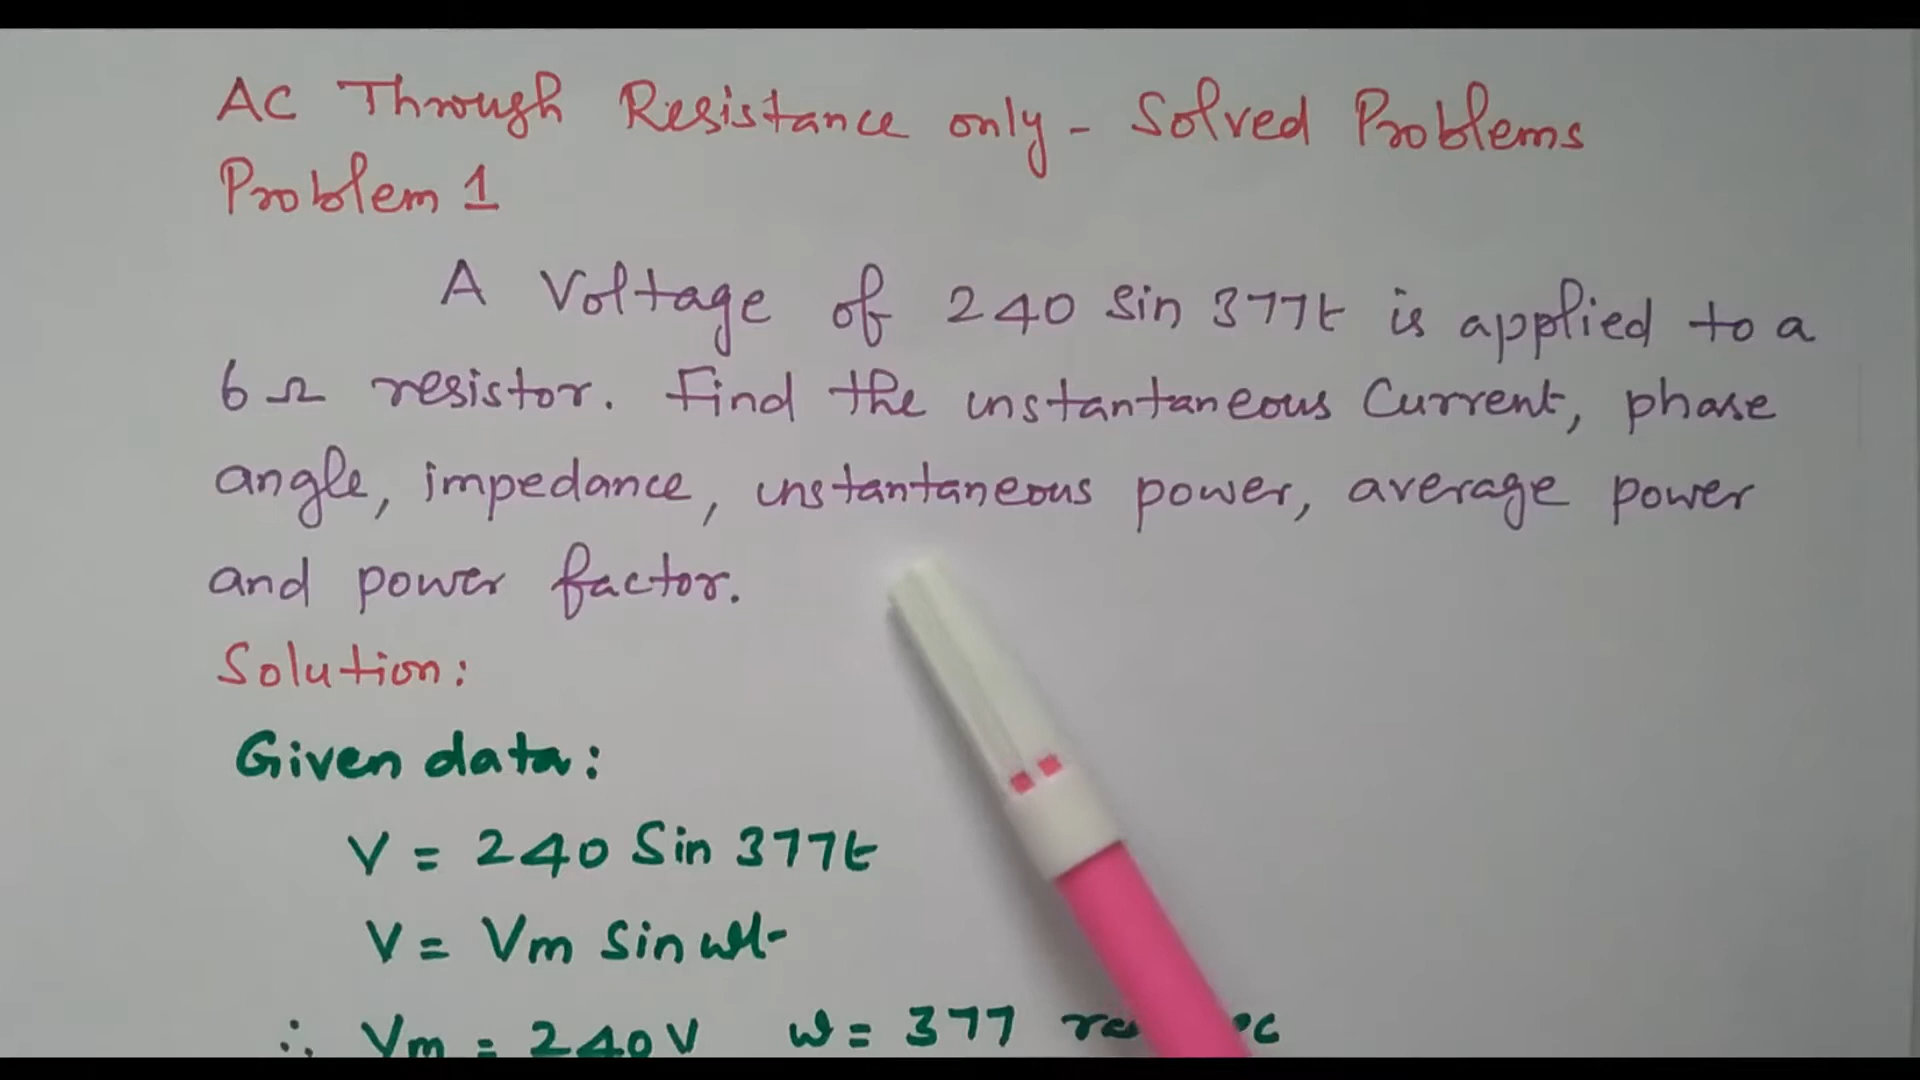 AC Through Resistance only - Solved Problems
Problem 1
A Voltage of 240 Sin 377t is applied to a
6 Ω resistor. Find the instantaneous Current, phase
angle, impedance, instantaneous power, average power
and power factor.
Solution:
Given data:
V = 240 Sin 377t
V = Vm Sin ωt
∴ Vm = 240V ω = 377